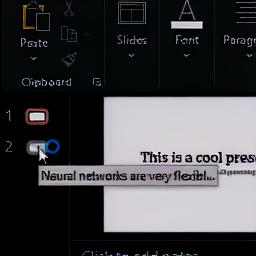 Paste
Slides
Font
Paragr
Clipboard
1
2
This is a cool prese
Neural networks are very flexibl...
Click to add notes